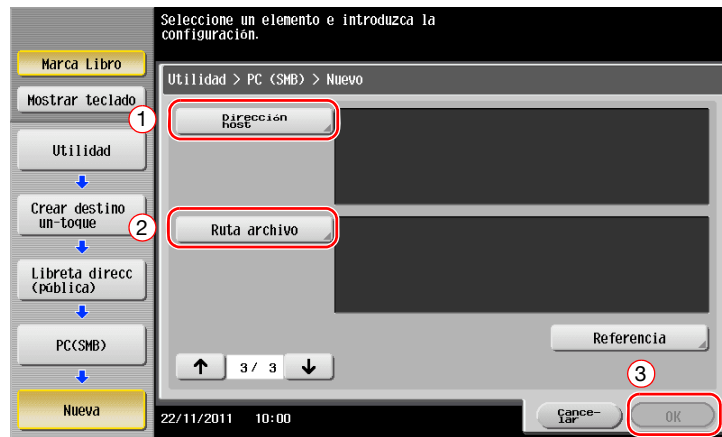 Seleccione un elemento e introduzca la
configuración.
Marca Libro
Mostrar teclado
1
Utilidad
Crear destino
un-toque
2
Libreta direcc
(pública)
PC(SMB)
Nueva
Utilidad > PC (SMB) > Nuevo
Dirección
host
Ruta archivo
Referencia
↑ 3/ 3 ↓
3
22/11/2011 10:00
Cance-
lar
OK